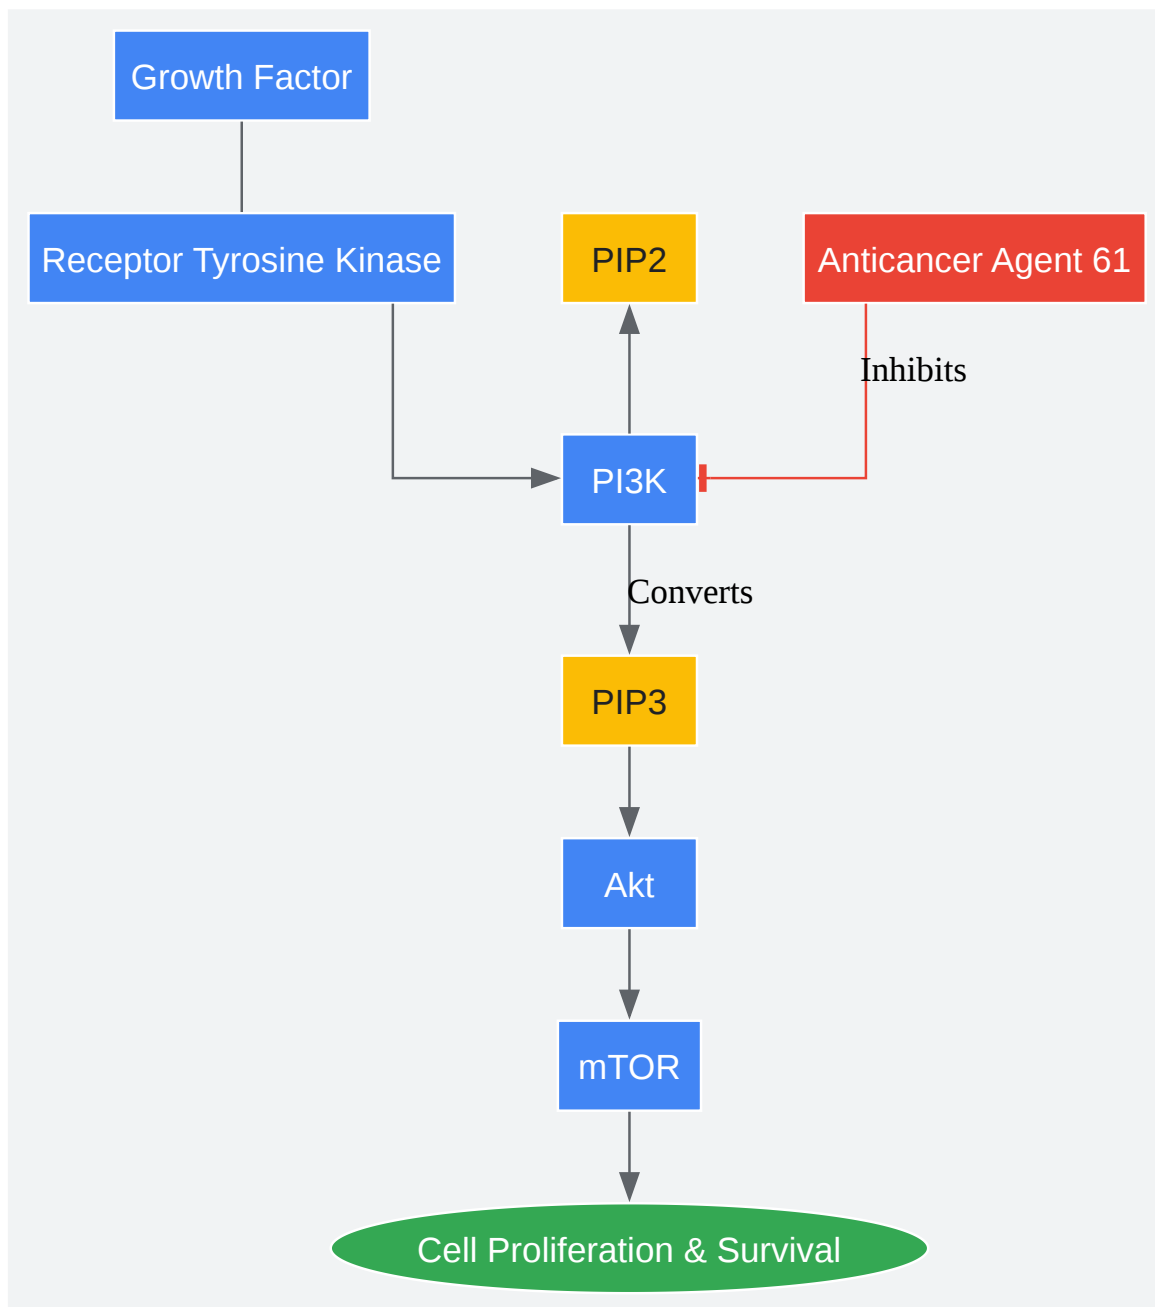 Growth Factor
Receptor Tyrosine Kinase
PIP2
Anticancer Agent 61
Inhibits
PI3K
Converts
PIP3
Akt
mTOR
Cell Proliferation & Survival